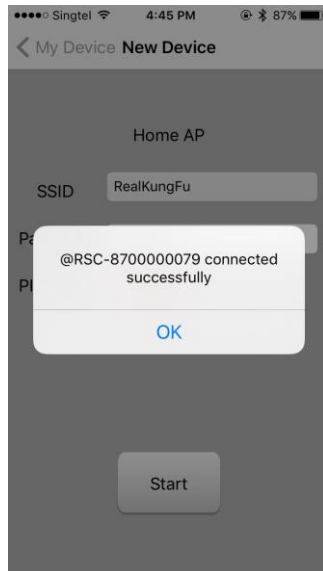 Singtel 4:45 PM 87%
My Device New Device
Home AP
SSID RealKungFu
Pa
@RSC-8700000079 connected
successfully
OK
Start